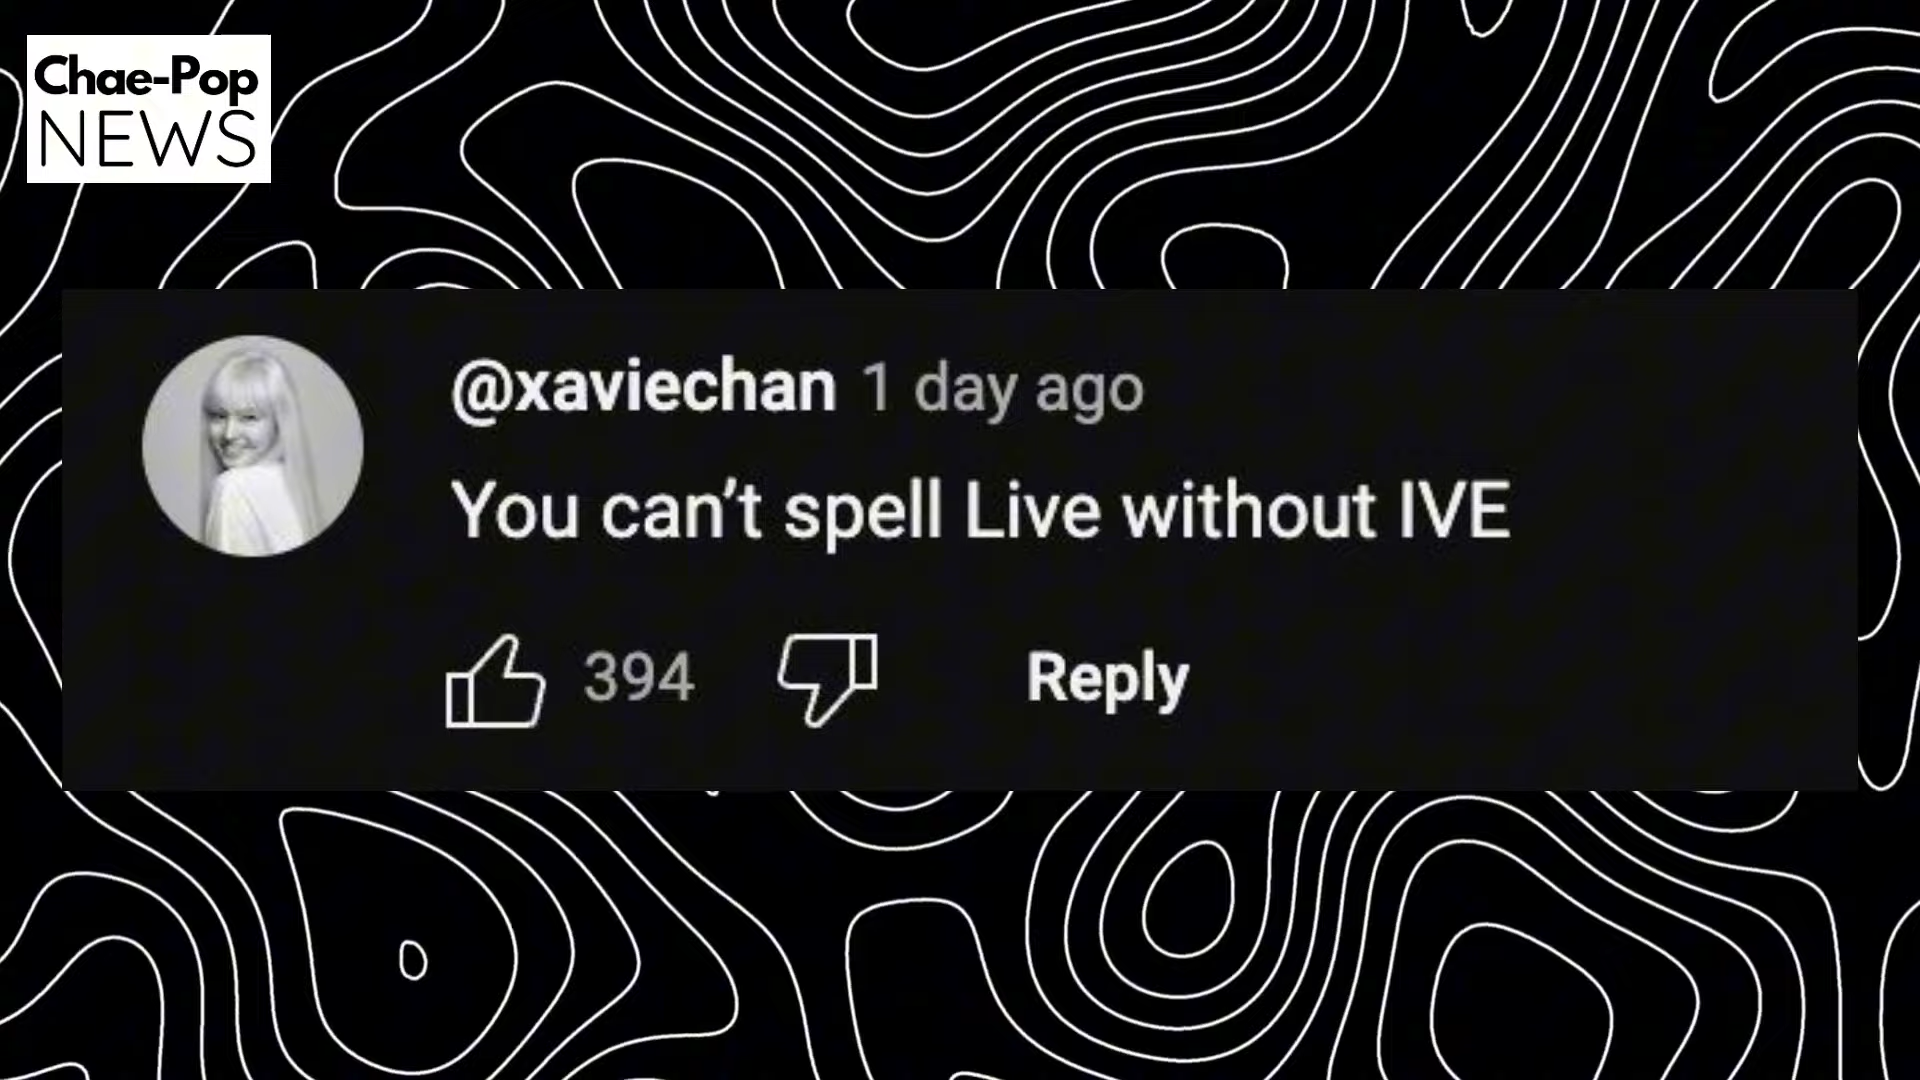 Chae-Pop
NEWS
@xaviechan 1 day ago
You can’t spell Live without IVE
394
Reply